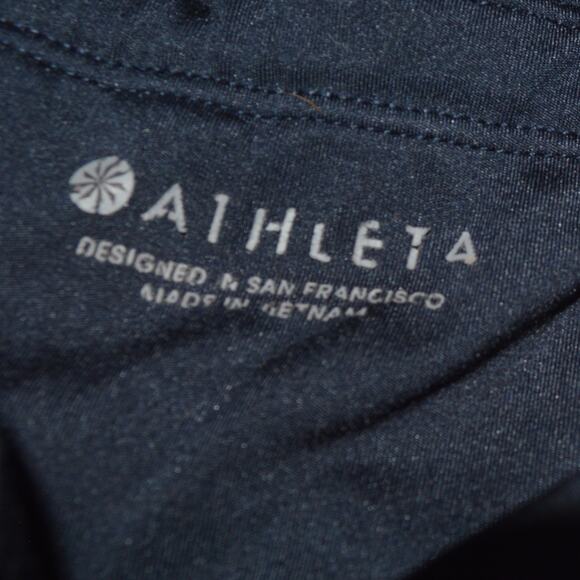 ATHLETA
DESIGNED IN SAN FRANCISCO
MADE IN VIETNAM